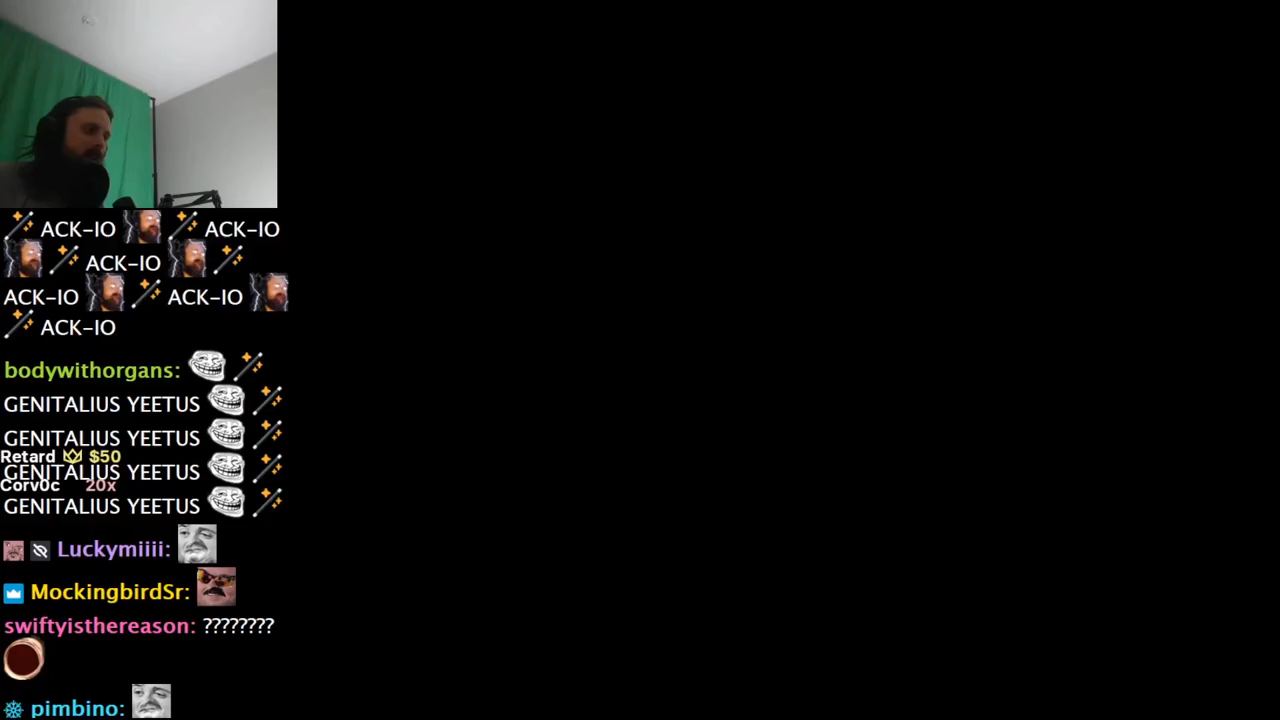 ACK-IO ACK-IO
ACK-IO
ACK-IO ACK-IO
ACK-IO
bodywithorgans:
GENITALIUS YEETUS
GENITALIUS YEETUS
Retard $50
GENITALIUS YEETUS
Corv0c 20x
GENITALIUS YEETUS
Luckymiiii:
MockingbirdSr:
swiftyisthereason: ????????
pimbino: